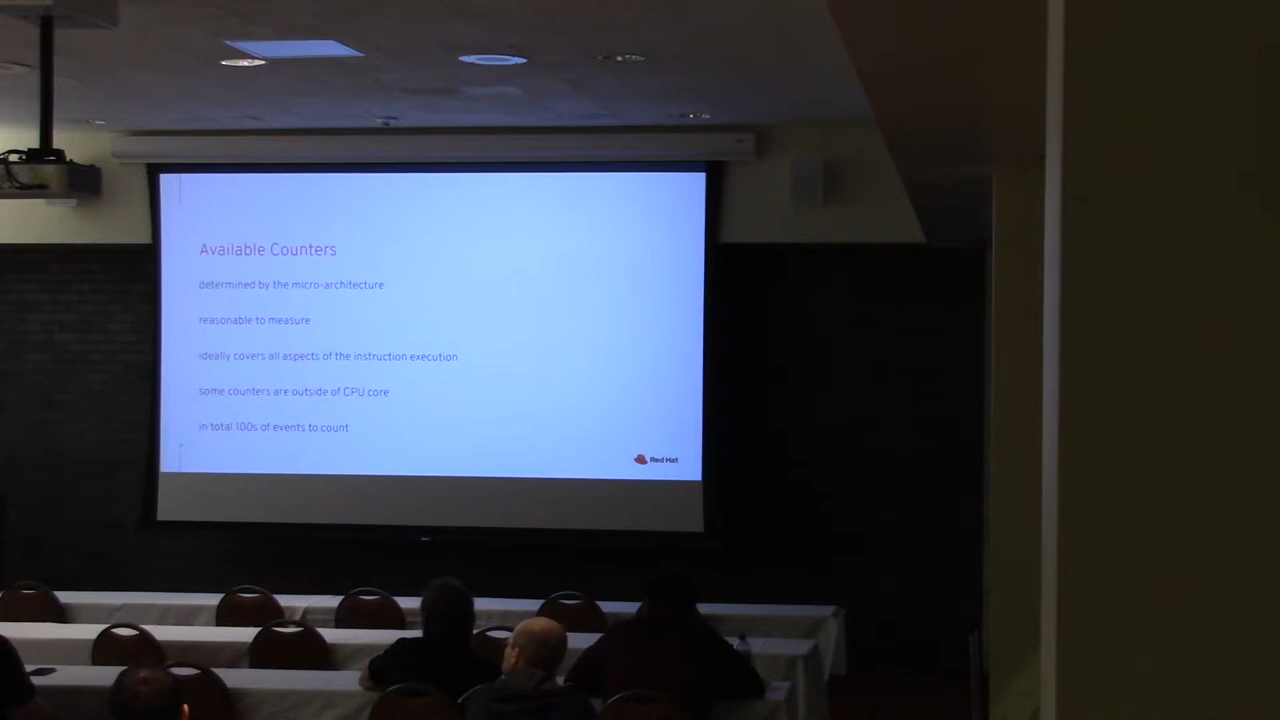 Available Counters
determined by the micro-architecture
reasonable to measure
ideally covers all aspects of the instruction execution
some counters are outside of CPU core
in total 100s of events to count
Red Hat